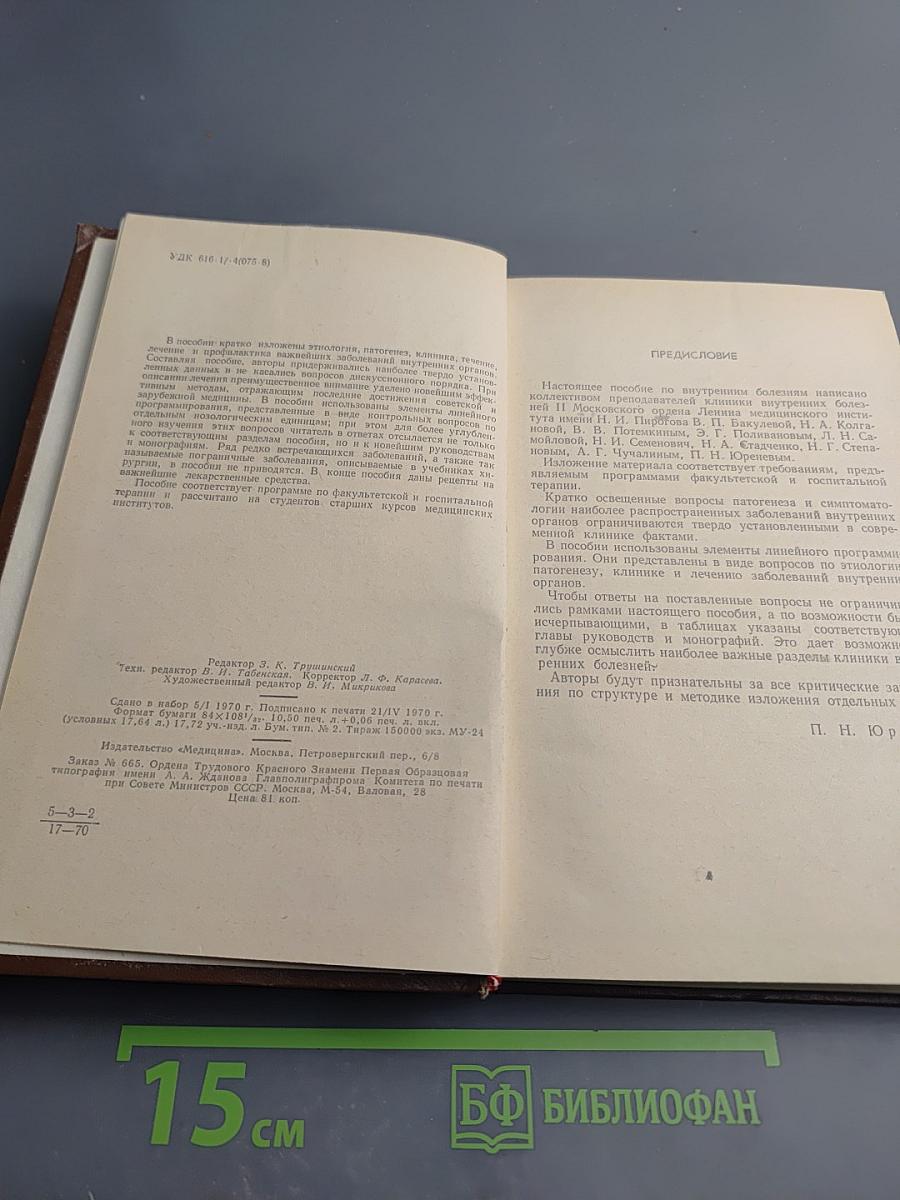 УДК 616·1/·4(075·8)
В пособии кратко изложены этиология, патогенез, клиника, течение,
лечение и профилактика важнейших заболеваний внутренних органов.
Составляя пособие, авторы придерживались наиболее твердо установ-
ленных данных и не касались вопросов дискуссионного порядка. При
описании лечения преимущественное внимание уделено новейшим эффек-
тивным методам, отражающим последние достижения советской и
зарубежной медицины. В пособии использованы элементы линейного
программирования, представленные в виде контрольных вопросов по
отдельным нозологическим единицам; при этом для более углублен-
ного изучения этих вопросов читатель в ответах отсылается не только
к соответствующим разделам пособия, но и к новейшим руководствам
и монографиям. Ряд редко встречающихся заболеваний, а также так
называемые пограничные заболевания, описываемые в учебниках хи-
рургии, в пособии не приводятся. В конце пособия даны рецепты на
важнейшие лекарственные средства.
Пособие соответствует программе по факультетской и госпитальной
терапии и рассчитано на студентов старших курсов медицинских
институтов.
Редактор З. К. Трушинский
Техн. редактор В. И. Табенская. Корректор Л. Ф. Карасева.
Художественный редактор В. И. Микрикова
Сдано в набор 5/I 1970 г. Подписано к печати 21/IV 1970 г.
Формат бумаги 84×108¹/₃₂. 10,50 печ. л.+0,06 печ. л. вкл.
(условных 17,64 л.) 17,72 уч.-изд. л. Бум. тип. № 2. Тираж 150000 экз. МУ-24
Издательство «Медицина». Москва, Петроверигский пер., 6/8
Заказ № 665. Ордена Трудового Красного Знамени Первая Образцовая
типография имени А. А. Жданова Главполиграфпрома Комитета по печати
при Совете Министров СССР. Москва, М-54, Валовая, 28
Цена 81 коп.
5—3—2
17—70
ПРЕДИСЛОВИЕ
Настоящее пособие по внутренним болезням написано
коллективом преподавателей клиники внутренних болез-
ней II Московского ордена Ленина медицинского инсти-
тута имени Н. И. Пирогова В. П. Бакулевой, Н. А. Колга-
новой, В. В. Потемкиным, Э. Г. Поливановым, Л. Н. Са-
мойловой, Н. И. Семенович, Н. А. Стадченко, Н. Г. Степа-
новым, А. Г. Чучалиным, П. Н. Юреневым.
Изложение материала соответствует требованиям, предъ-
являемым программами факультетской и госпитальной
терапии.
Кратко освещенные вопросы патогенеза и симптомато-
логии наиболее распространенных заболеваний внутренних
органов ограничиваются твердо установленными в совре-
менной клинике фактами.
В пособии использованы элементы линейного программи-
рования. Они представлены в виде вопросов по этиологии
патогенезу, клинике и лечению заболеваний внутренни
органов.
Чтобы ответы на поставленные вопросы не ограничи
лись рамками настоящего пособия, а по возможности бы
исчерпывающими, в таблицах указаны соответствую
главы руководств и монографий. Это дает возможно
глубже осмыслить наиболее важные разделы клиники в
ренних болезней.
Авторы будут признательны за все критические за
ния по структуре и методике изложения отдельных
П. Н. Юр
15 см
БФ БИБЛИОФАН